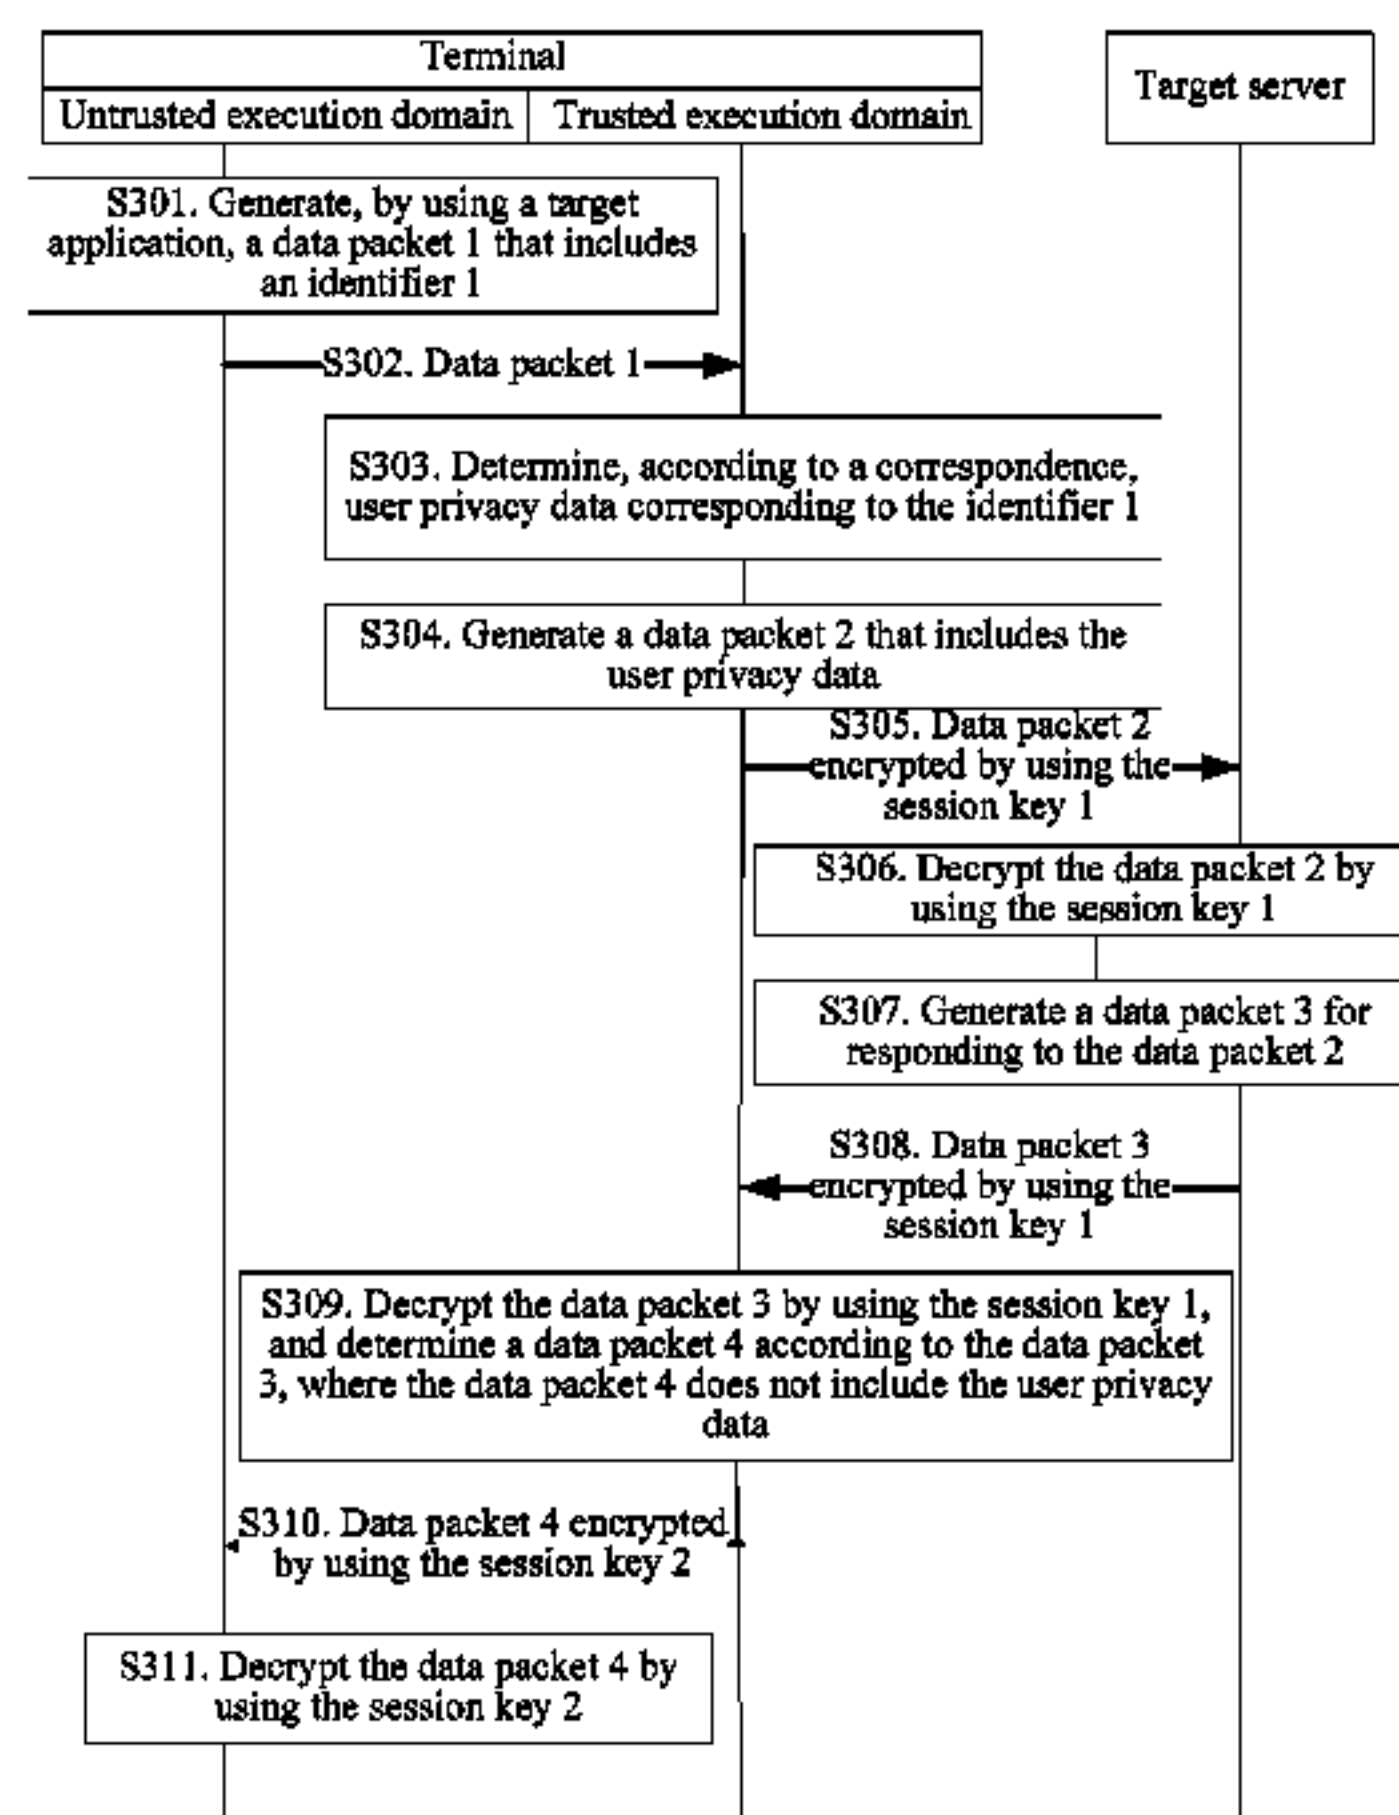 Terminal
Untrusted execution domain
Trusted execution domain
Target server
S301. Generate, by using a target
application, a data packet 1 that includes
an identifier 1
S302. Data packet 1
S303. Determine, according to a correspondence,
user privacy data corresponding to the identifier 1
S304. Generate a data packet 2 that includes the
user privacy data
S305. Data packet 2
encrypted by using the
session key 1
S306. Decrypt the data packet 2 by
using the session key 1
S307. Generate a data packet 3 for
responding to the data packet 2
S308. Data packet 3
encrypted by using the
session key 1
S309. Decrypt the data packet 3 by using the session key 1,
and determine a data packet 4 according to the data packet
3, where the data packet 4 does not include the user privacy
data
S310. Data packet 4 encrypted
by using the session key 2
S311. Decrypt the data packet 4 by
using the session key 2